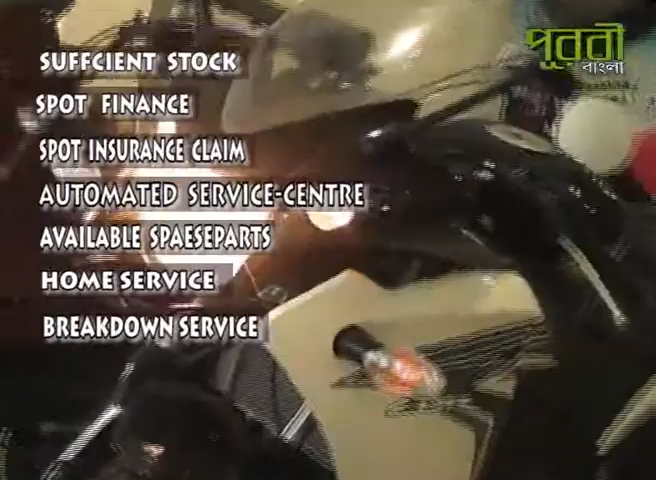 পূরবী
বাংলা
SUFFCIENT STOCK
SPOT FINANCE
SPOT INSURANCE CLAIM
AUTOMATED SERVICE-CENTRE
AVAILABLE SPAESEPARTS
HOME SERVICE
BREAKDOWN SERVICE